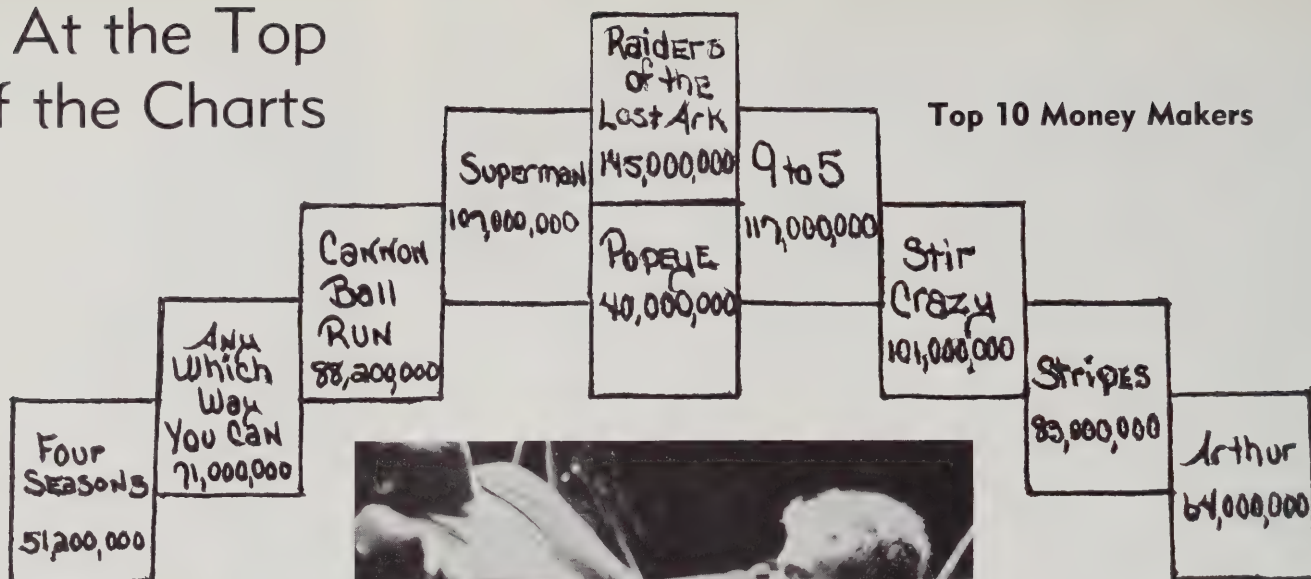 At the Top
f the Charts
Top 10 Money Makers
Raiders
of the
Lost Ark
145,000,000
Superman
109,000,000
9 to 5
117,000,000
Popeye
40,000,000
Cannon
Ball
Run
88,200,000
Stir
Crazy
101,000,000
Any
Which
Way
You Can
71,000,000
Stripes
83,000,000
Four
Seasons
51,200,000
Arthur
64,000,000